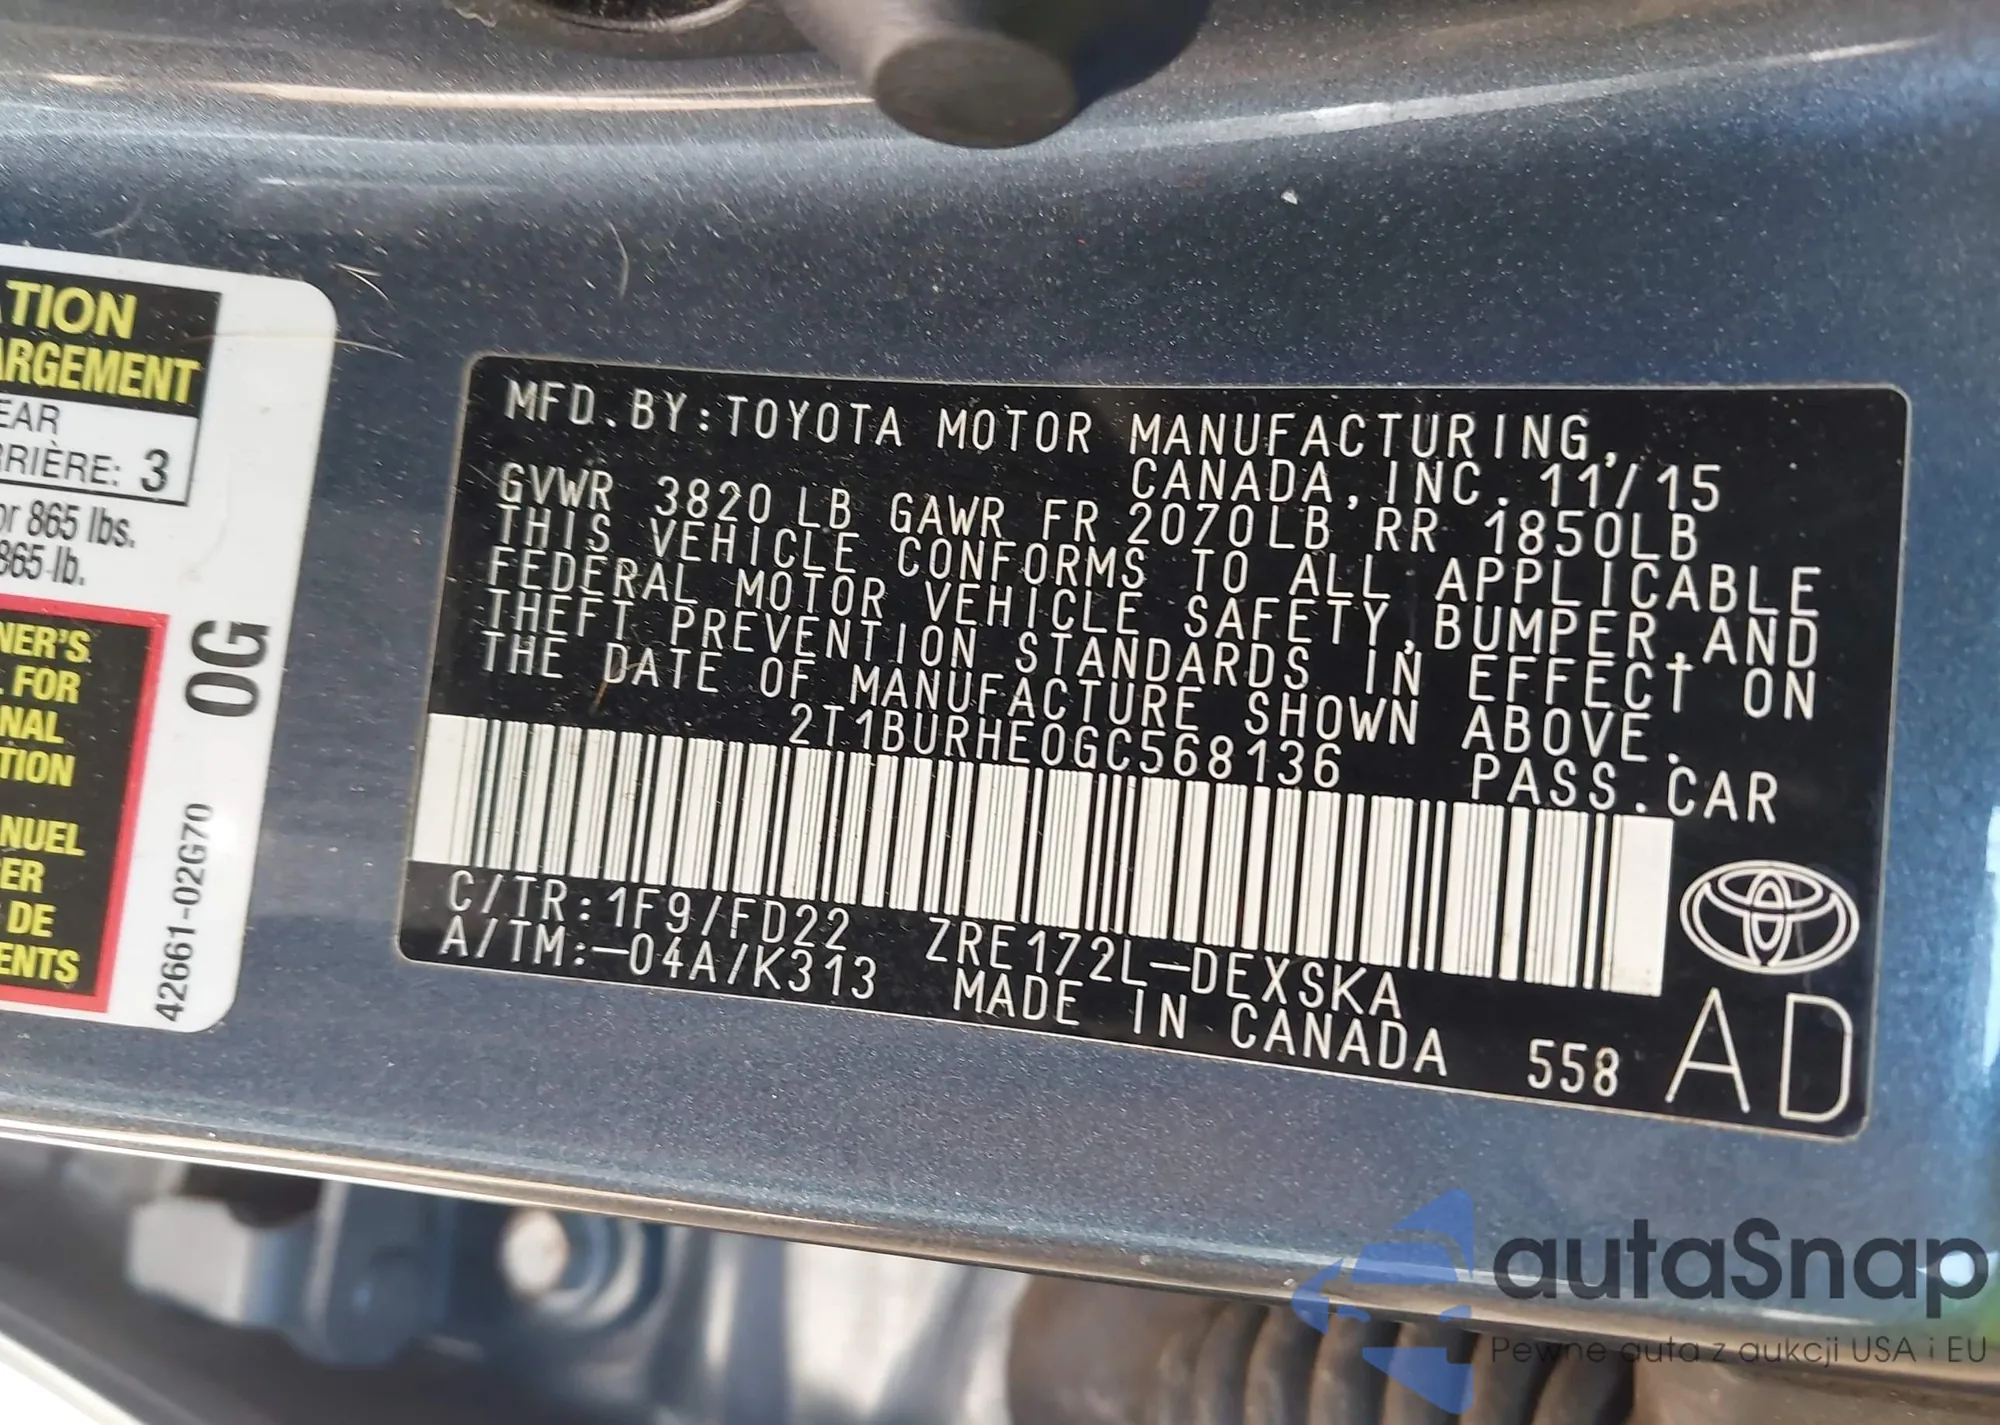 TION
ARGEMENT
EAR
RRIÈRE: 3
or 865 lbs.
865 lb.
NER'S
FOR
NAL
TION
NUEL
ER
DE
ENTS
0G
42661-02G70
MFD.BY:TOYOTA MOTOR MANUFACTURING,
CANADA, INC. 11/15
GVWR 3820 LB GAWR FR 2070LB RR 1850LB
THIS VEHICLE CONFORMS TO ALL APPLICABLE
FEDERAL MOTOR VEHICLE SAFETY, BUMPER, AND
THEFT PREVENTION STANDARDS IN EFFECT ON
THE DATE OF MANUFACTURE SHOWN ABOVE.
2T1BURHE0GC568136 PASS.CAR
C/TR:1F9/FD22 ZRE172L-DEXSKA
A/TM:-04A/K313 MADE IN CANADA 558
AD
autaSnap
Pewne auta z aukcji USA i EU